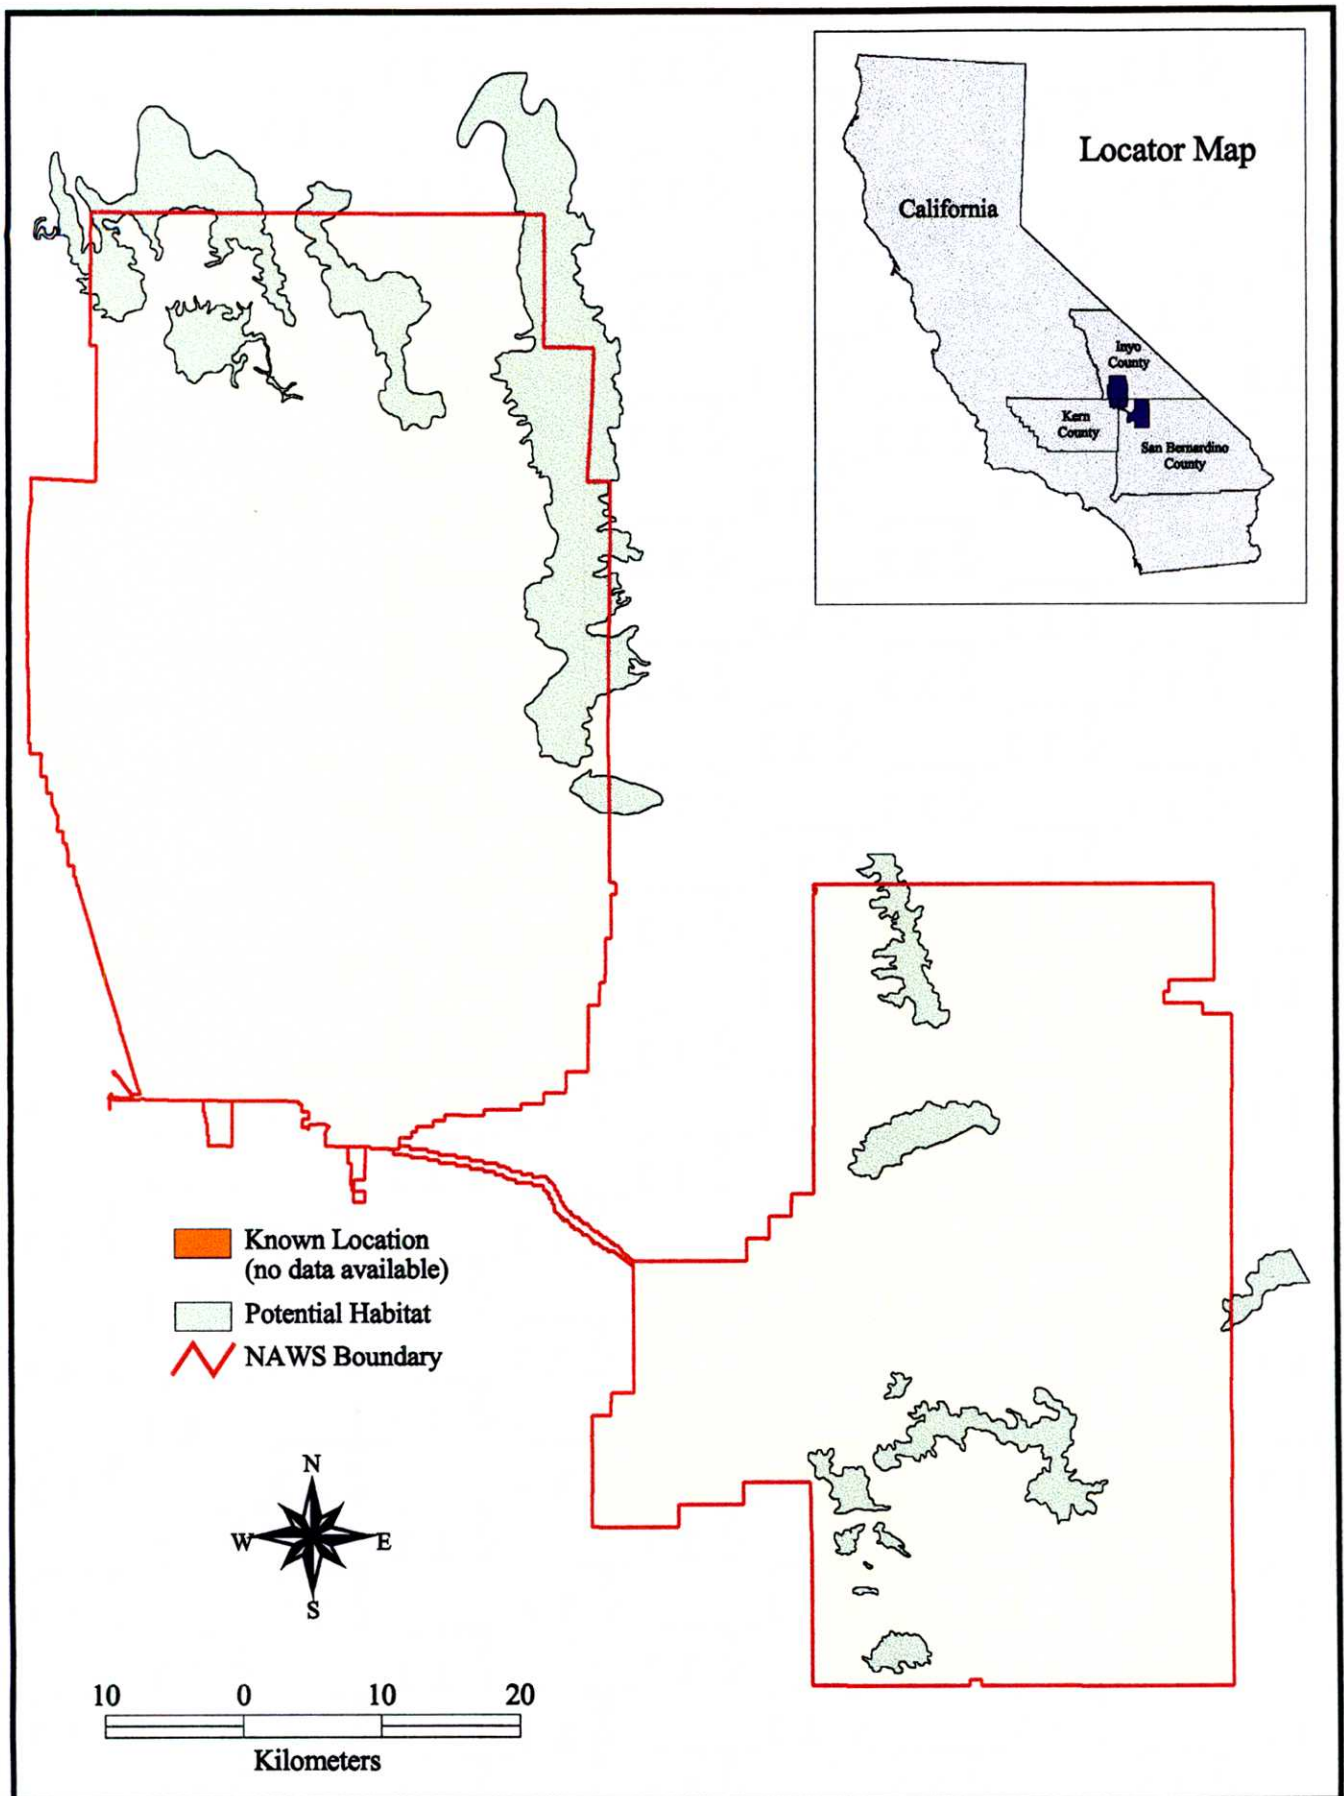 Locator Map
California
Inyo
County
Kern
County
San Bernardino
County
Known Location
(no data available)
Potential Habitat
NAWS Boundary
N
W E
S
10 0 10 20
Kilometers